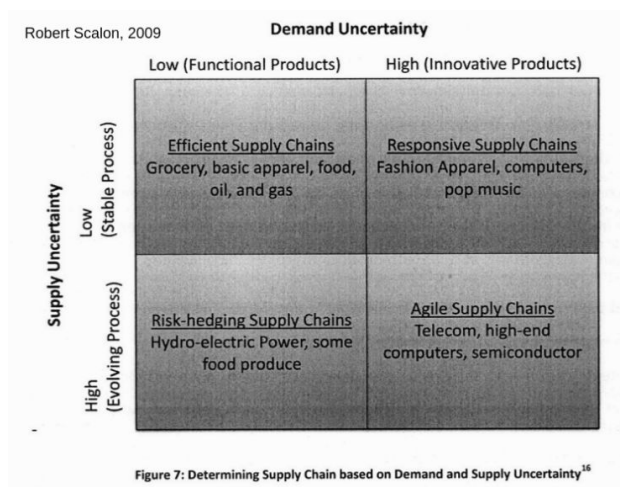 Robert Scalon, 2009
Demand Uncertainty
Low (Functional Products)
High (Innovative Products)
Supply Uncertainty
Low
(Stable Process)
Efficient Supply Chains
Grocery, basic apparel, food,
oil, and gas
Responsive Supply Chains
Fashion Apparel, computers,
pop music
High
(Evolving Process)
Risk-hedging Supply Chains
Hydro-electric Power, some
food produce
Agile Supply Chains
Telecom, high-end
computers, semiconductor
Figure 7: Determining Supply Chain based on Demand and Supply Uncertainty16